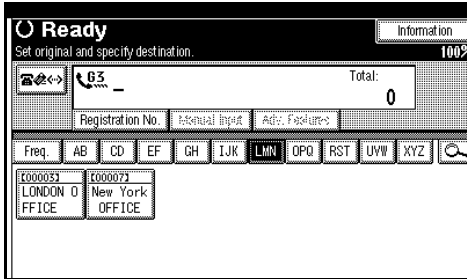 Ready
Information
Set original and specify destination.
100%
G3
Total:
0
Registration No.
Manual Input
Adv. Features
Freq.
AB
CD
EF
GH
IJK
LMN
OPQ
RST
UVW
XYZ
[00003]
LONDON O
FFICE
[00007]
New York
OFFICE